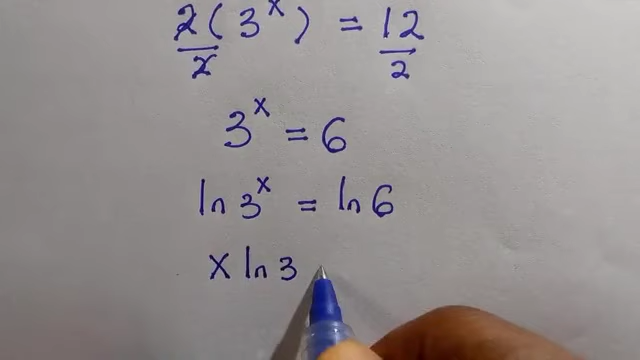 2(3^x)/2 = 12/2
3^x = 6
ln 3^x = ln 6
x ln 3